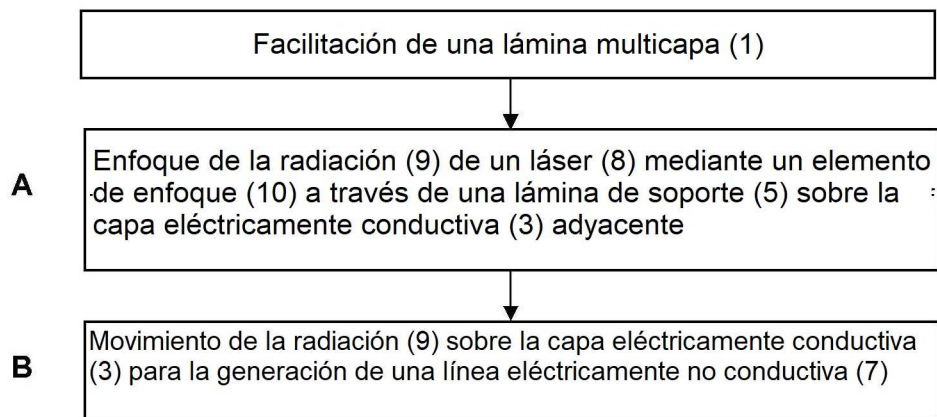 Facilitación de una lámina multicapa (1)
A
Enfoque de la radiación (9) de un láser (8) mediante un elemento
de enfoque (10) a través de una lámina de soporte (5) sobre la
capa eléctricamente conductiva (3) adyacente
B
Movimiento de la radiación (9) sobre la capa eléctricamente conductiva
(3) para la generación de una línea eléctricamente no conductiva (7)